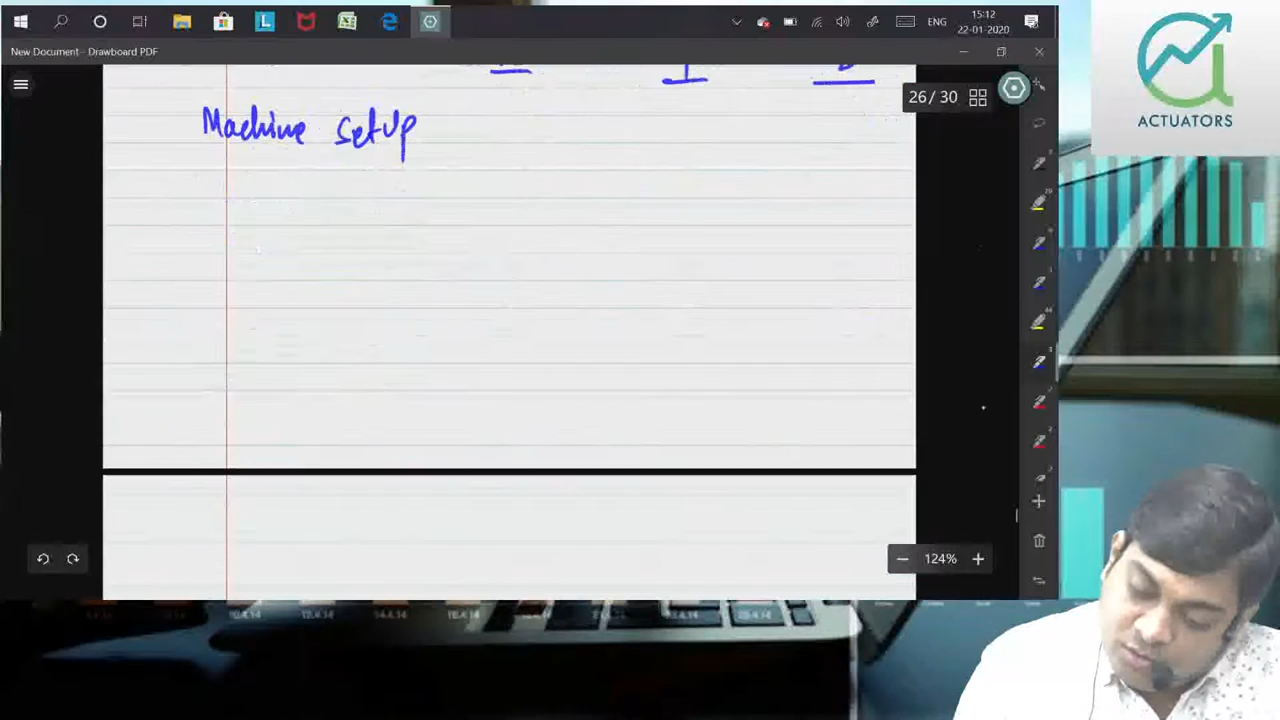 ENG
15:12
22-01-2020
New Document - Drawboard PDF
26 / 30
Machine SetUp
124%
ACTUATORS